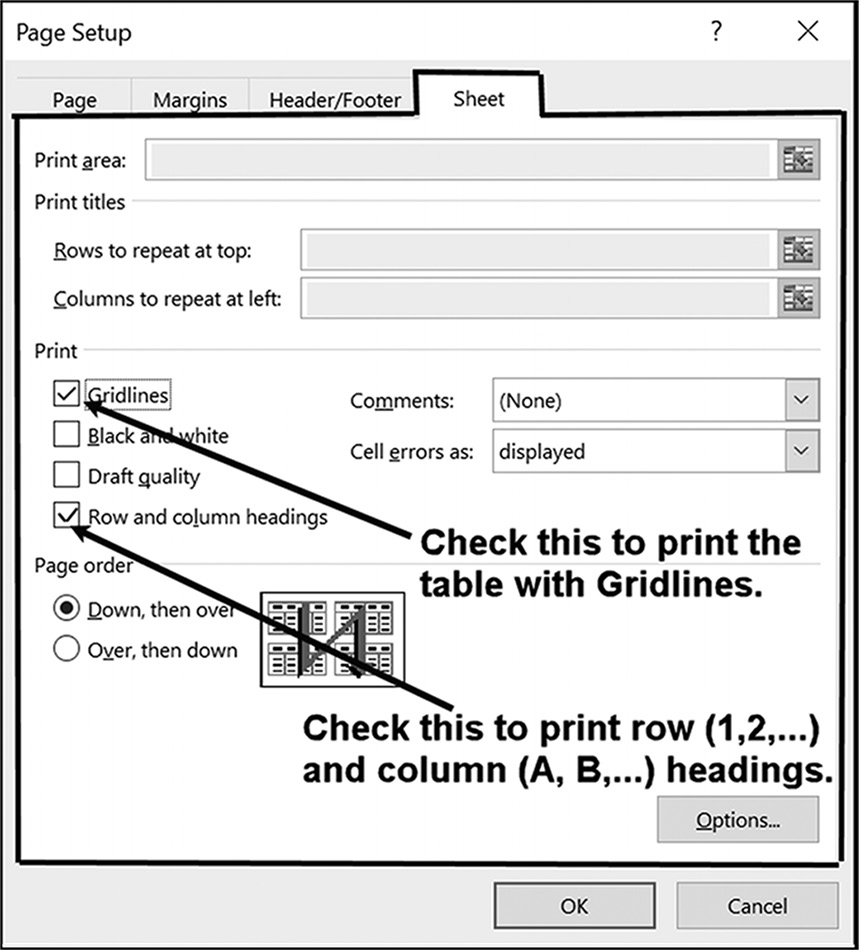 Page Setup ?
Page Margins Header/Footer Sheet
Print area:
Print titles
Rows to repeat at top:
Columns to repeat at left:
Print
Gridlines Comments: (None)
Black and white
Cell errors as: displayed
Draft quality
Row and column headings
Check this to print the
table with Gridlines.
Page order
Down, then over
Over, then down
Check this to print row (1,2,...)
and column (A, B,...) headings.
Options...
OK Cancel